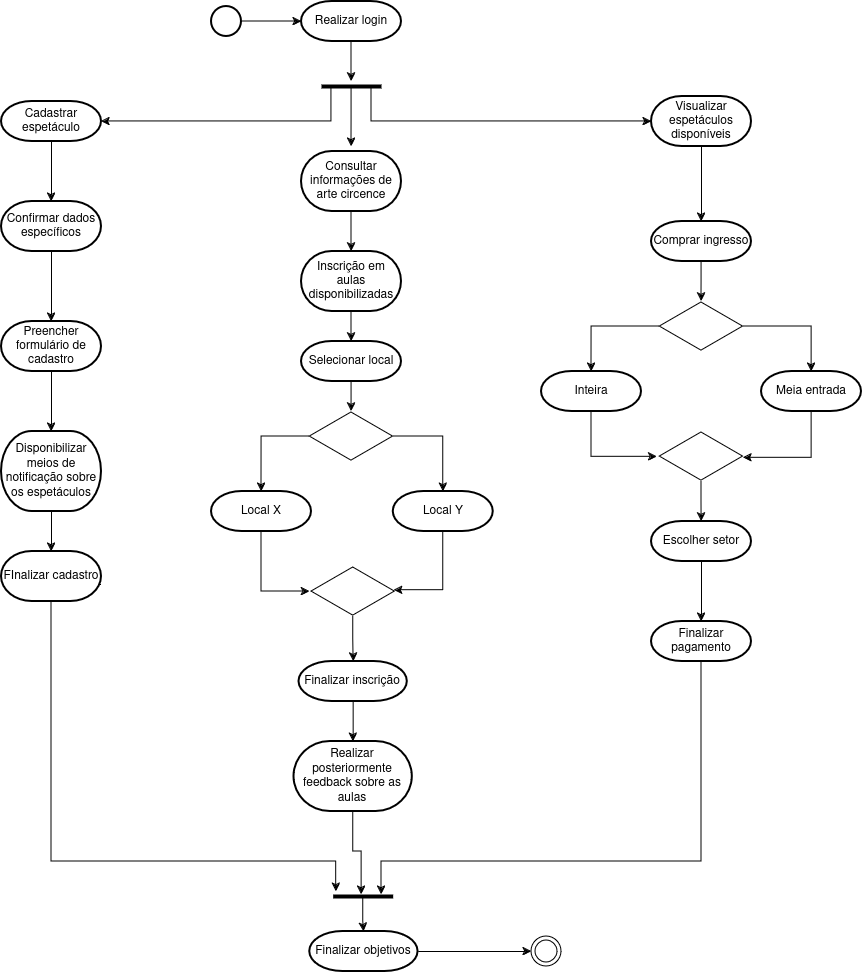 Realizar login
Cadastrar
espetáculo
Visualizar
espetáculos
disponíveis
Consultar
informações de
arte circence
Confirmar dados
específicos
Comprar ingresso
Inscrição em
aulas
disponibilizadas
Preencher
formulário de
cadastro
Selecionar local
Inteira
Meia entrada
Disponibilizar
meios de
notificação sobre
os espetáculos
Local X
Local Y
Escolher setor
FInalizar cadastro
Finalizar
pagamento
Finalizar inscrição
Realizar
posteriormente
feedback sobre as
aulas
Finalizar objetivos